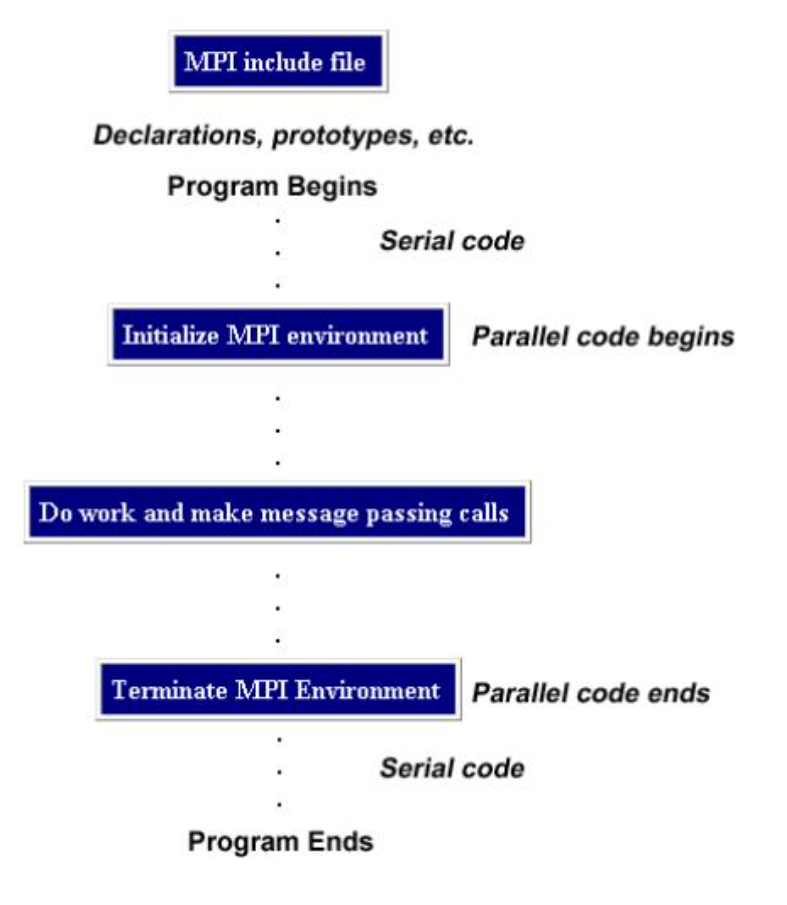 MPI include file
Declarations, prototypes, etc.
Program Begins
Serial code
Initialize MPI environment
Parallel code begins
Do work and make message passing calls
Terminate MPI Environment
Parallel code ends
Serial code
Program Ends